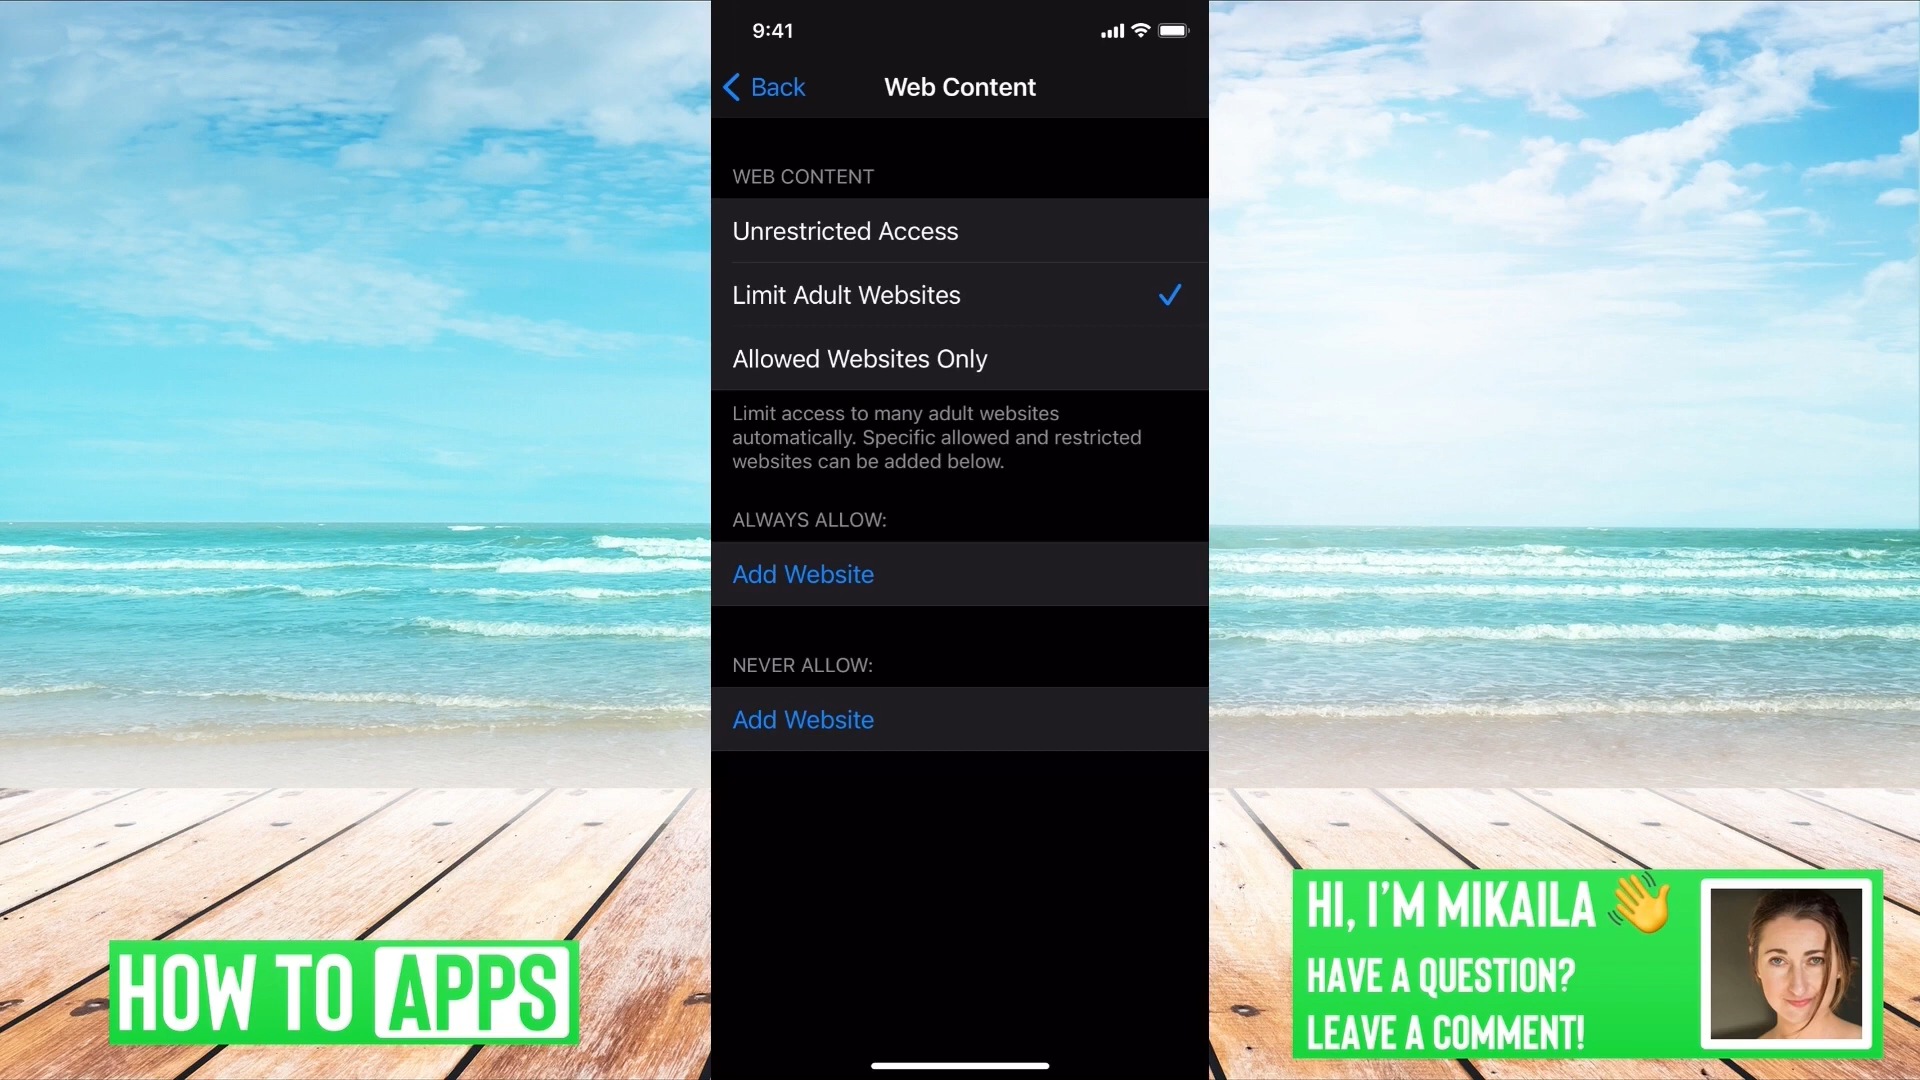 9:41
Back
Web Content
WEB CONTENT
Unrestricted Access
Limit Adult Websites
Allowed Websites Only
Limit access to many adult websites
automatically. Specific allowed and restricted
websites can be added below.
ALWAYS ALLOW:
Add Website
NEVER ALLOW:
Add Website
HOW TO APPS
HI, I'M MIKAILA 👋
HAVE A QUESTION?
LEAVE A COMMENT!